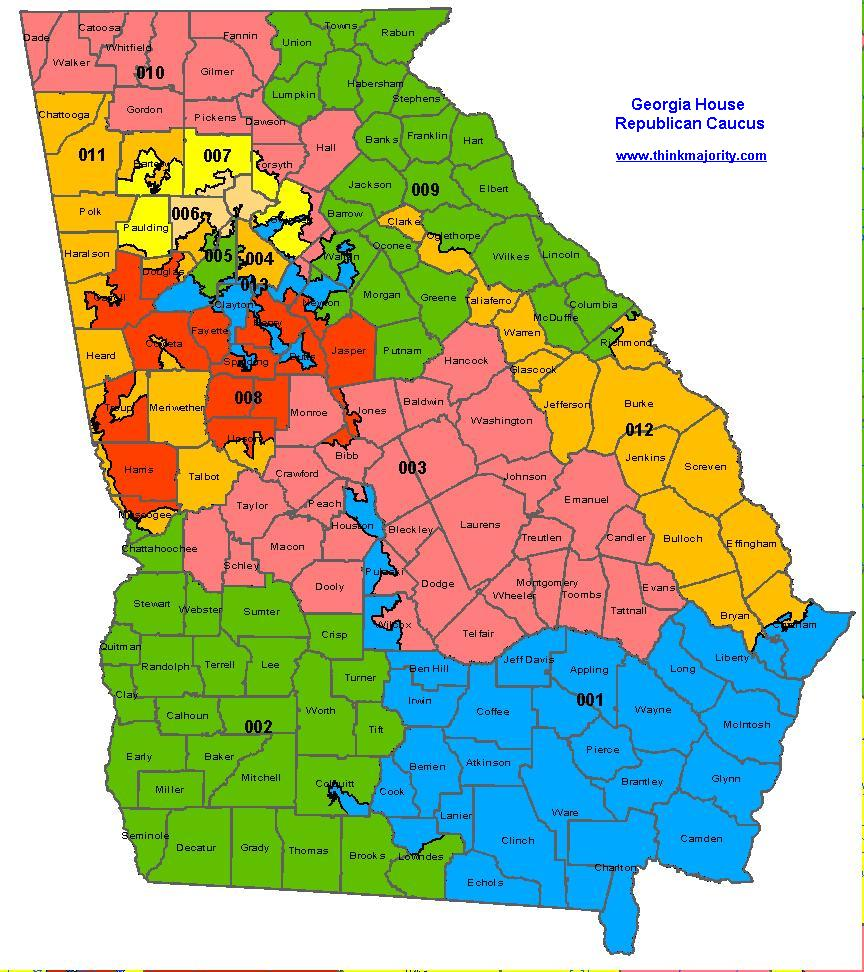 Georgia House
Republican Caucus
www.thinkmajority.com
Towns
Rabun
Fannin
Union
Catoosa
Dade
Whitfield
Walker
010
Gilmer
Habersham
Stephens
Lumpkin
Gordon
Pickens
Dawson
Chattooga
Hall
Banks
Franklin
Hart
011
007
Forsyth
Jackson
009
Elbert
Polk
Paulding
006
Barrow
Clarke
Oglethorpe
Oconee
Haralson
005
004
Walton
Wilkes
Lincoln
Douglas
013
Morgan
Greene
Taliaferro
Columbia
McDuffie
Clayton
Newton
Warren
Richmond
Fayette
Henry
Heard
Coweta
Spalding
Butts
Jasper
Putnam
Hancock
Glascock
Troup
Meriwether
008
Monroe
Jones
Baldwin
Washington
Jefferson
Burke
012
Upson
Bibb
Jenkins
Screven
Harris
Talbot
Crawford
003
Johnson
Taylor
Peach
Emanuel
Muscogee
Houston
Bleckley
Laurens
Treutlen
Candler
Bulloch
Effingham
Chattahoochee
Macon
Schley
Dooly
Pulaski
Dodge
Montgomery
Wheeler
Toombs
Evans
Tattnall
Bryan
Stewart
Webster
Sumter
Crisp
Wilcox
Telfair
Chatham
Quitman
Randolph
Terrell
Lee
Turner
Ben Hill
Jeff Davis
Appling
Long
Liberty
Clay
Calhoun
Worth
Irwin
Coffee
001
Wayne
McIntosh
002
Tift
Early
Baker
Mitchell
Colquitt
Cook
Berrien
Atkinson
Pierce
Brantley
Glynn
Miller
Lanier
Ware
Clinch
Camden
Seminole
Decatur
Grady
Thomas
Brooks
Lowndes
Echols
Charlton